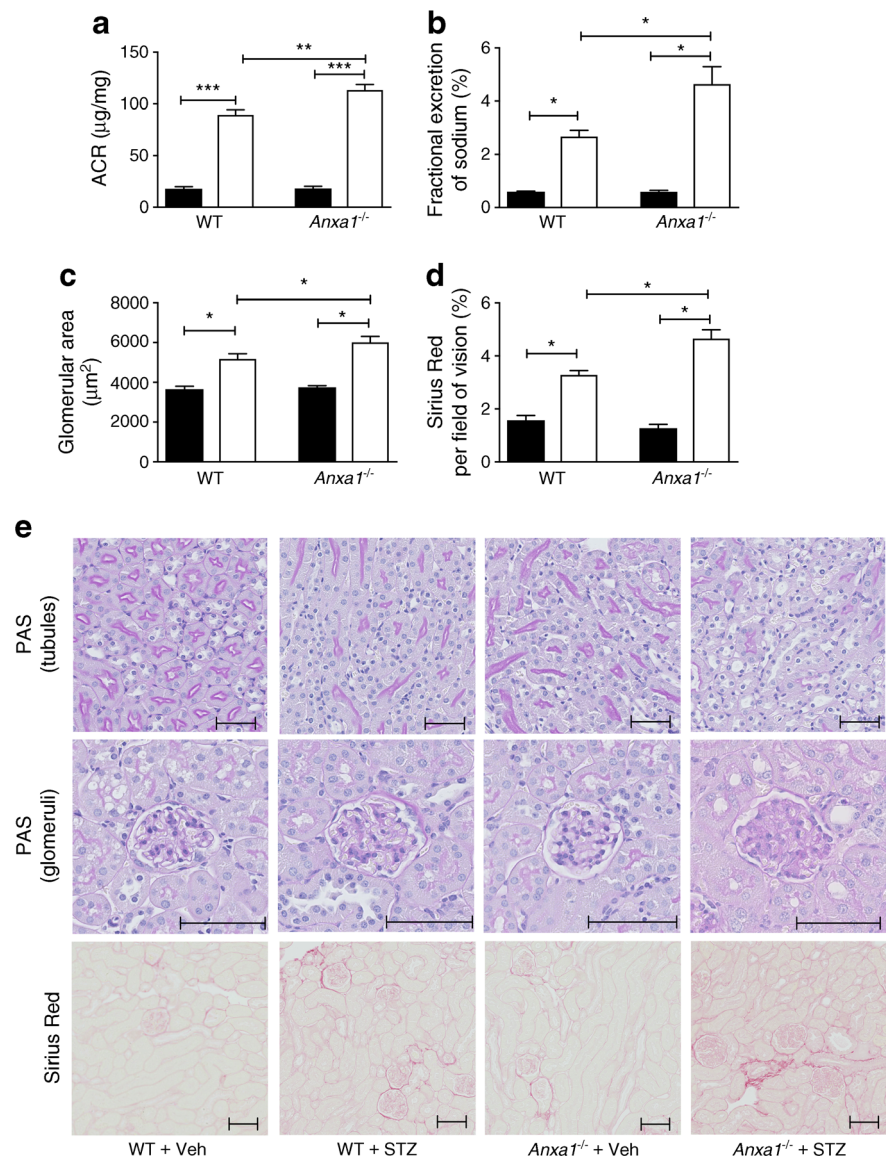 a
ACR (μg/mg)
150
100
50
0
***
***
**
WT
Anxa1-/-
b
Fractional excretion
of sodium (%)
6
4
2
0
*
*
*
WT
Anxa1-/-
c
Glomerular area
(μm2)
8000
6000
4000
2000
0
*
*
*
WT
Anxa1-/-
d
Sirius Red
per field of vision (%)
6
4
2
0
*
*
*
WT
Anxa1-/-
e
PAS
(tubules)
PAS
(glomeruli)
Sirius Red
WT + Veh
WT + STZ
Anxa1-/- + Veh
Anxa1-/- + STZ